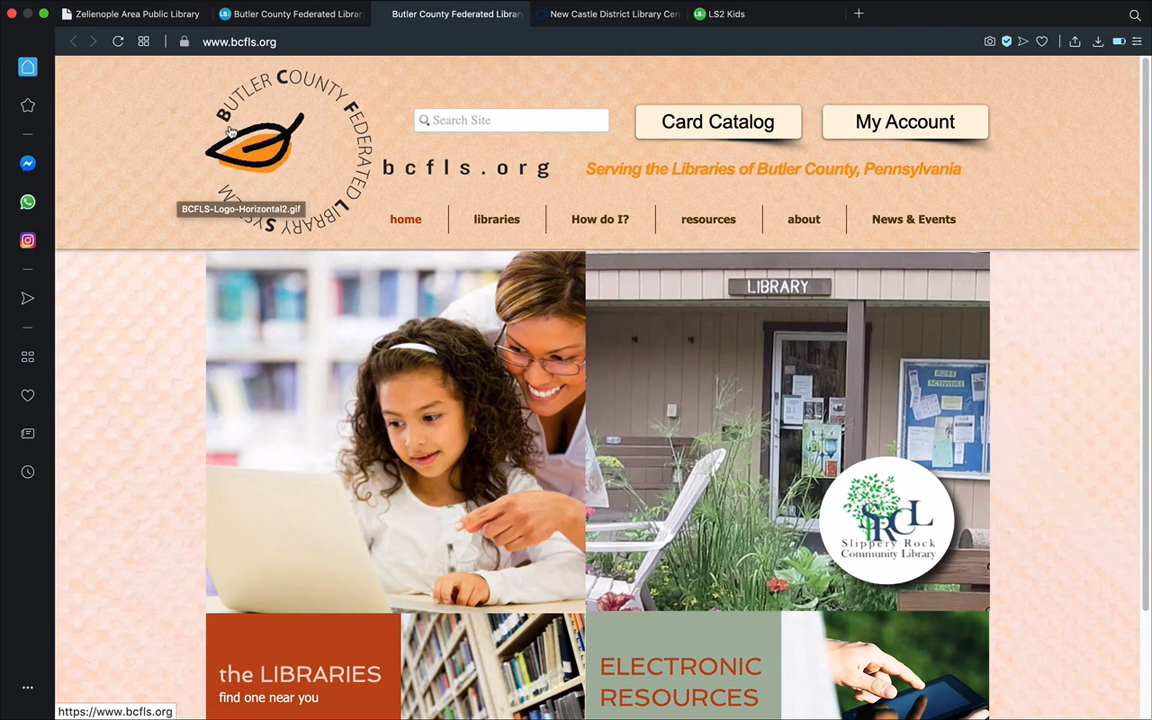 Zelienople Area Public Library
Butler County Federated Library
Butler County Federated Library
New Castle District Library Cen
LS2 Kids
www.bcfls.org
BUTLER COUNTY FEDERATED LIBRARY SYSTEM
BCFLS-Logo-Horizontal2.gif
Search Site
Card Catalog
My Account
bcfls.org
Serving the Libraries of Butler County, Pennsylvania
home
libraries
How do I?
resources
about
News & Events
LIBRARY
SRCL
Slippery Rock
Community Library
the LIBRARIES
find one near you
ELECTRONIC
RESOURCES
https://www.bcfls.org